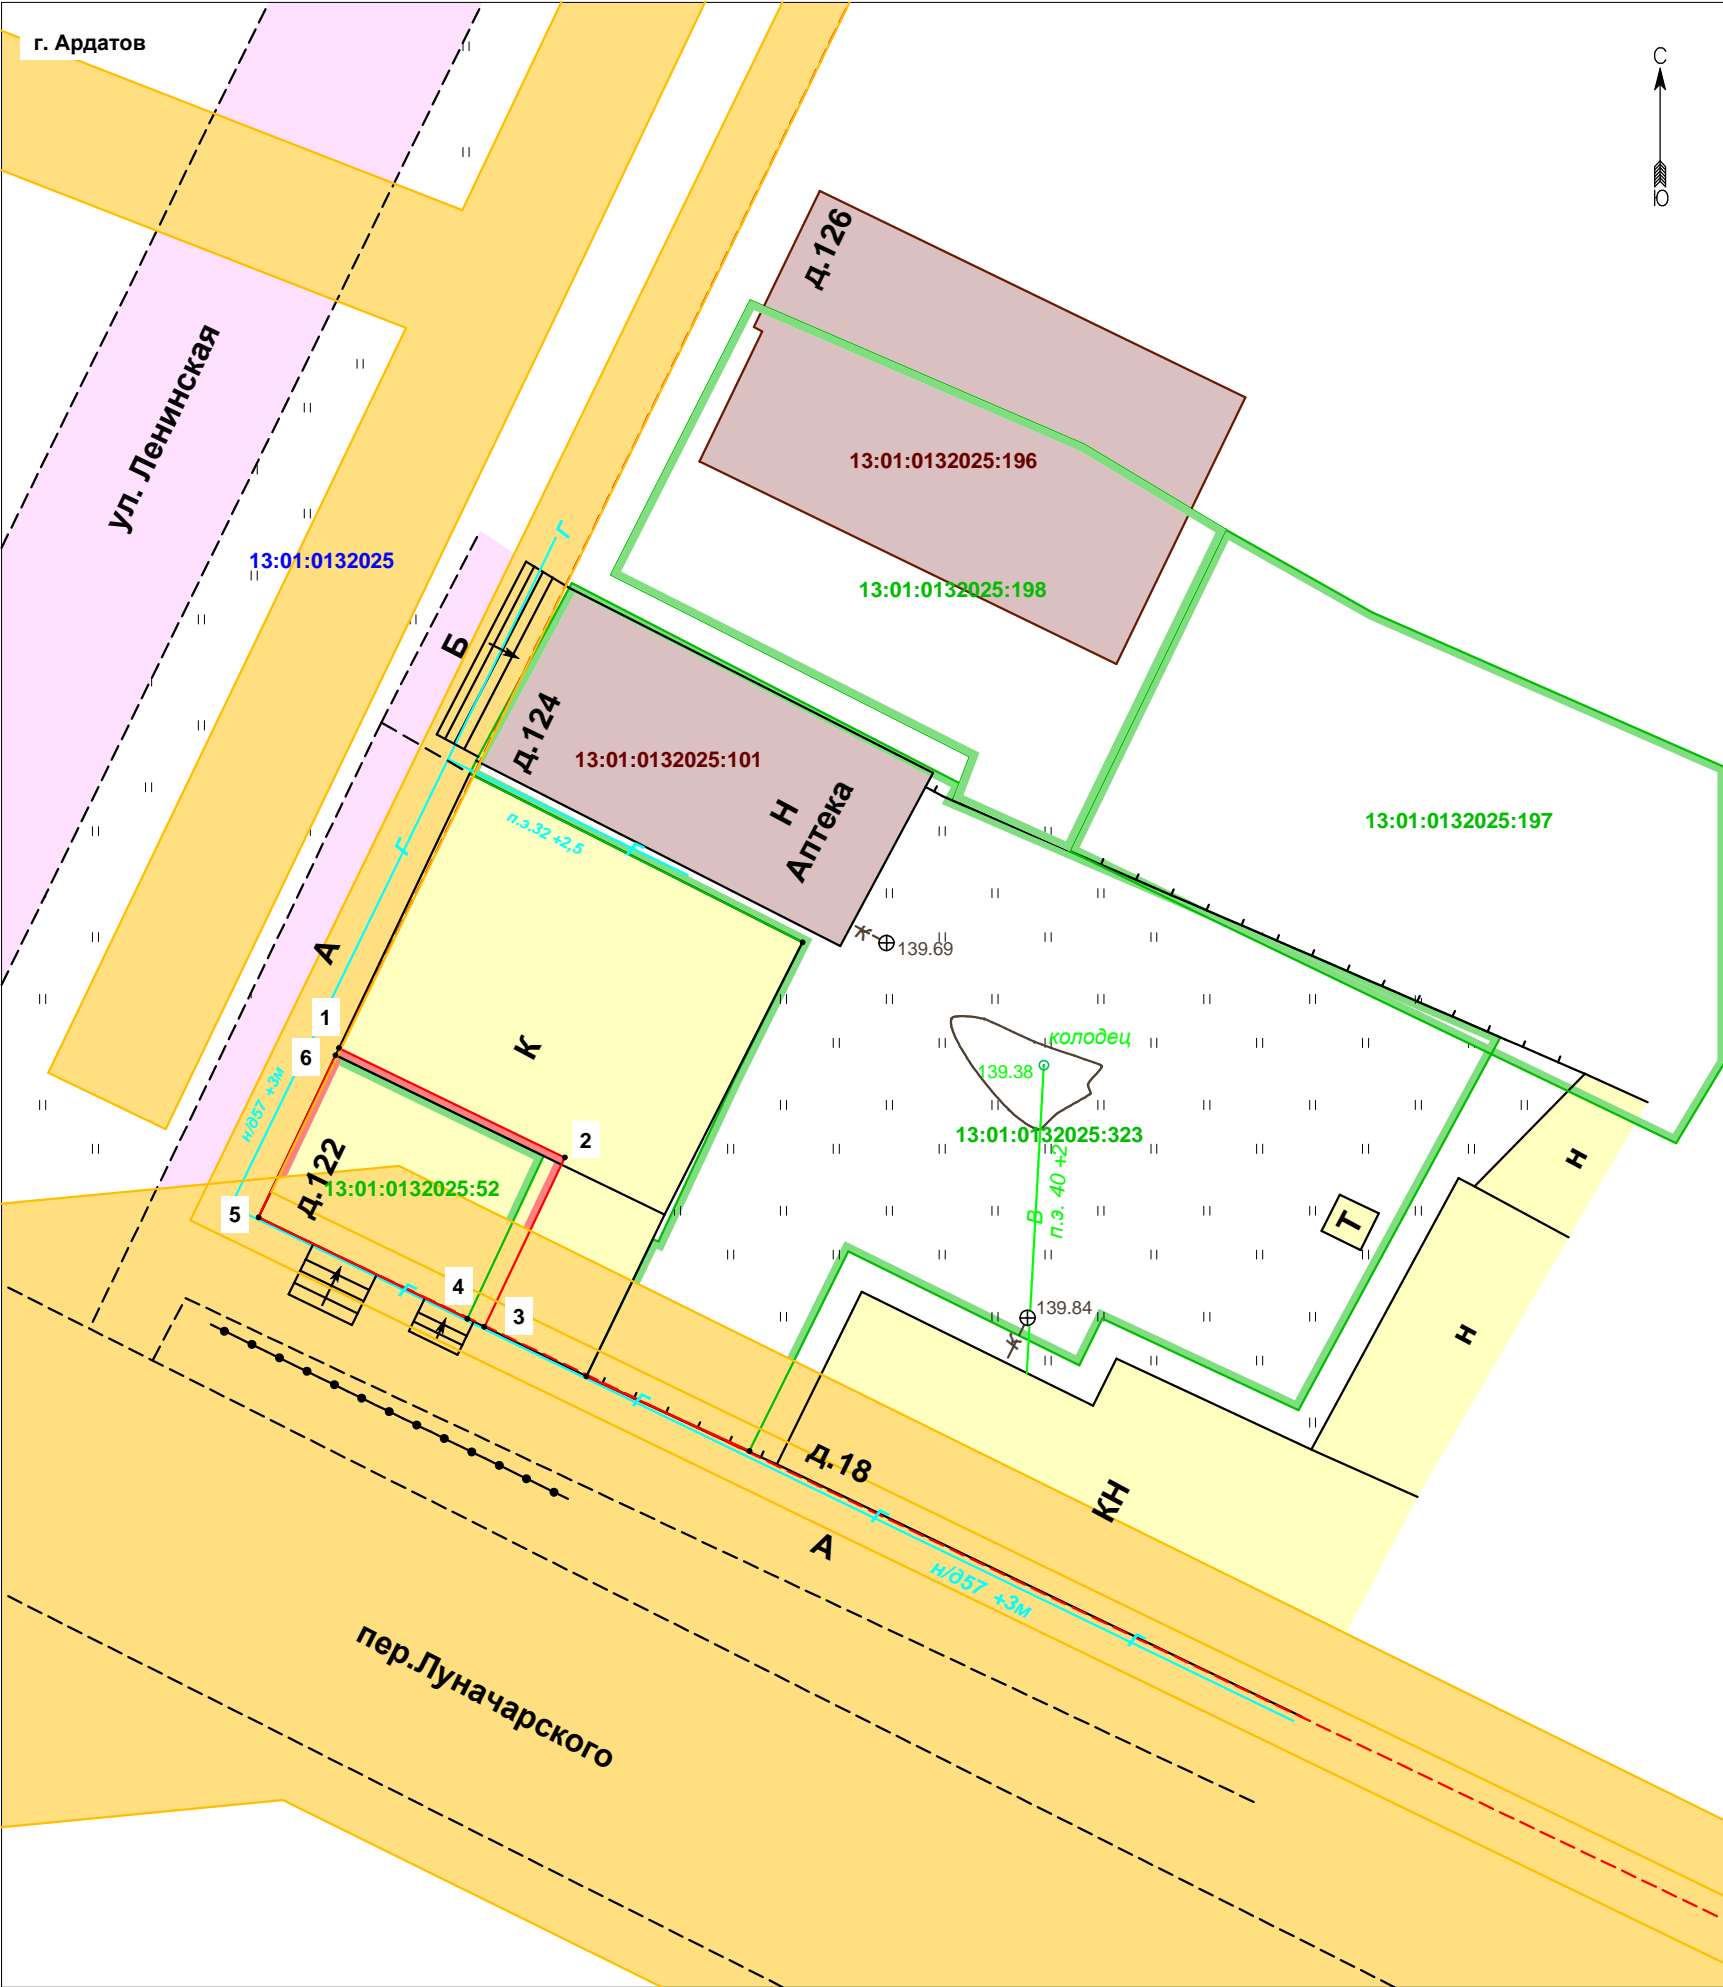 г. Ардатов
С
Ю
д.126
ул. Ленинская
13:01:0132025:196
13:01:0132025
13:01:0132025:198
Г
Б
д.124
13:01:0132025:101
Н
Аптека
13:01:0132025:197
п.э.32 +2,5
Г
Г
А
К
139.69
1
6
К
колодец
139.38
н/д57 +3м
2
13:01:0132025:323
д.122
13:01:0132025:52
В
п.э. 40 +2
н
Т
5
4
3
139.84
К
н
Г
Г
д.18
кН
Г
А
н/д57 +3м
Г
пер.Луначарского